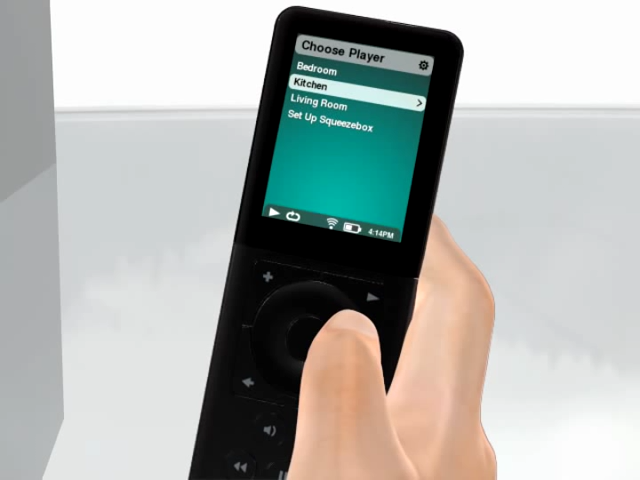 Choose Player
Bedroom
Kitchen
Living Room
Set Up Squeezebox
4:14PM